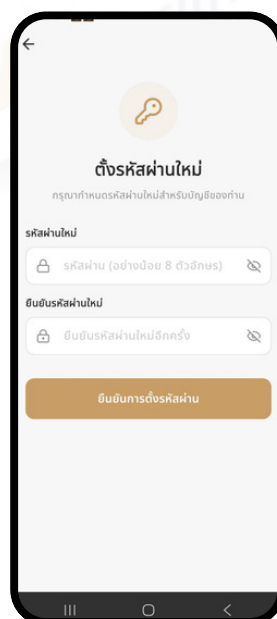 ตั้งรหัสผ่านใหม่
กรุณากำหนดรหัสผ่านใหม่สำหรับบัญชีของท่าน
รหัสผ่านใหม่
รหัสผ่าน (อย่างน้อย 8 ตัวอักษร)
ยืนยันรหัสผ่านใหม่
ยืนยันรหัสผ่านใหม่อีกครั้ง
ยืนยันการตั้งรหัสผ่าน